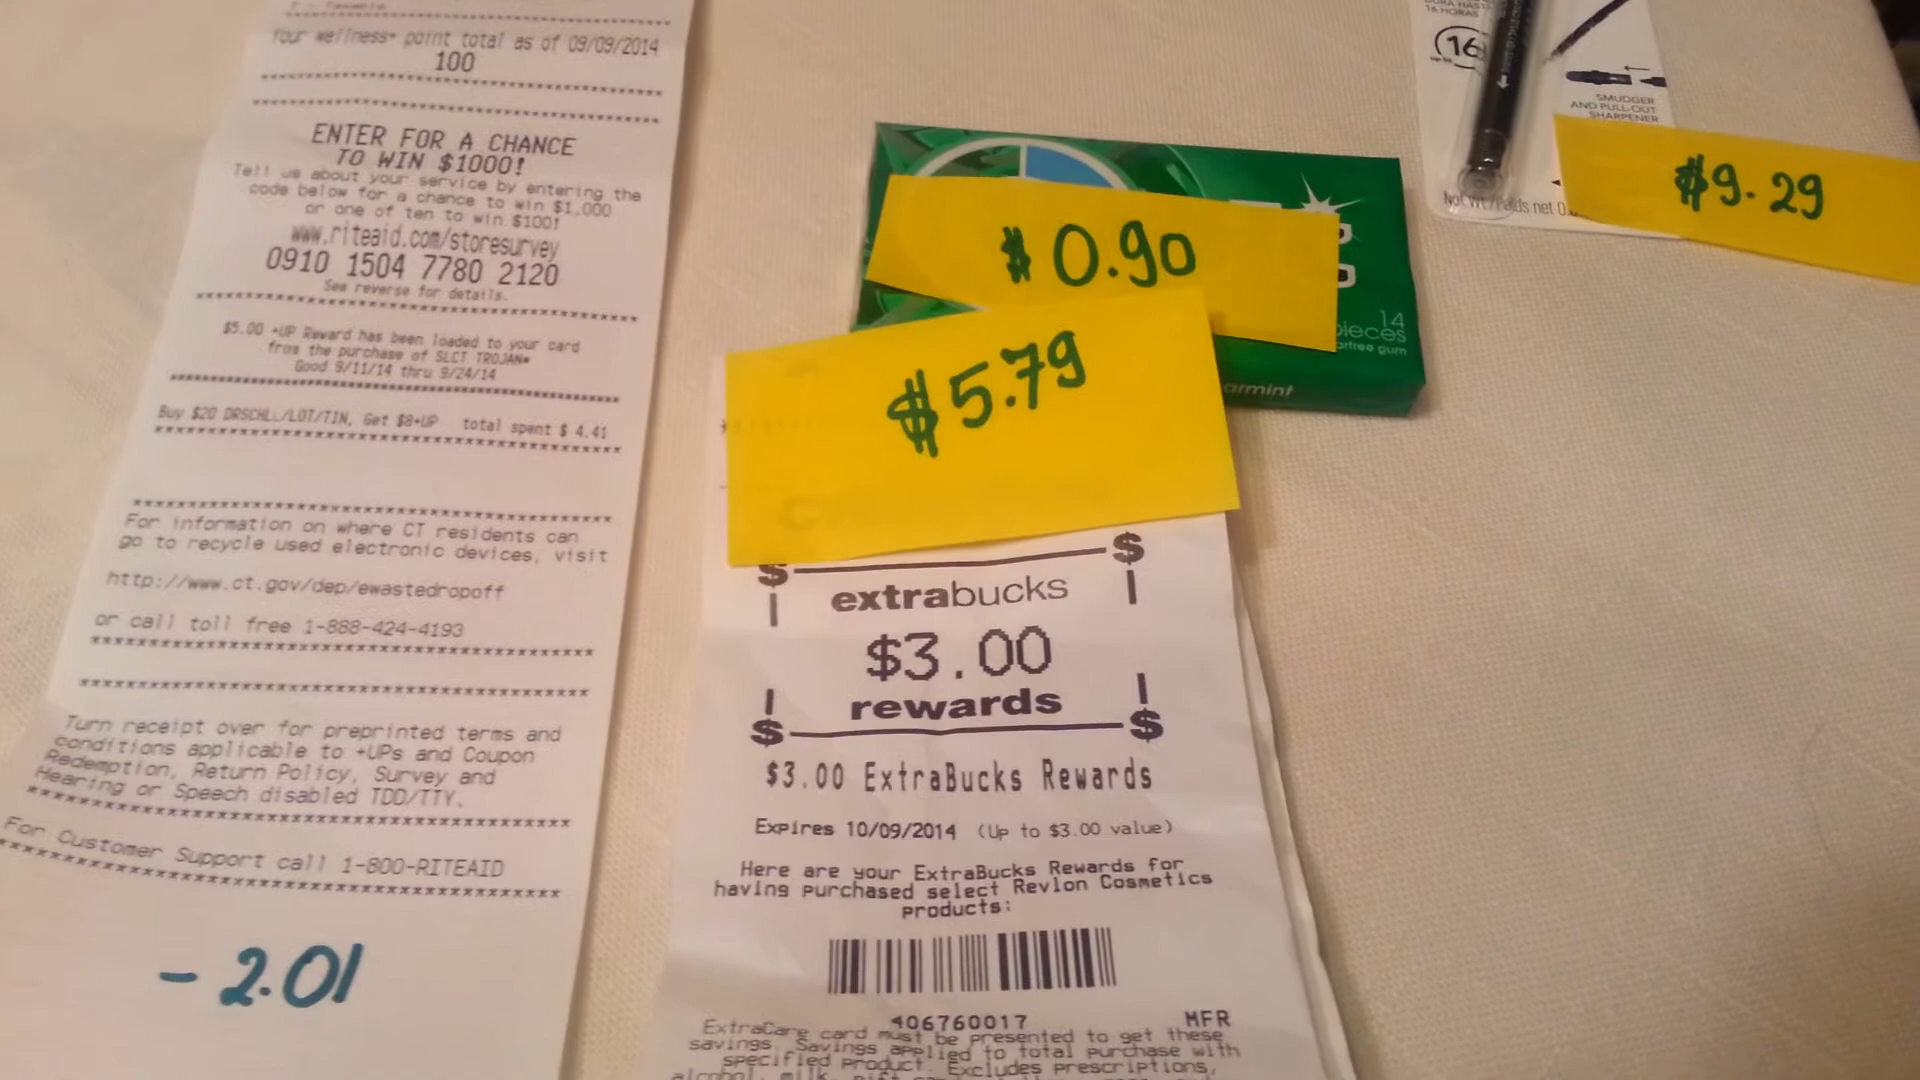 Your wellness+ point total as of 09/09/2014
100
ENTER FOR A CHANCE
TO WIN $1000!
Tell us about your service by entering the
code below for a chance to win $1,000
or one of ten to win $100!
www.riteaid.com/storesurvey
0910 1504 7780 2120
See reverse for details.
$5.00 +UP Reward has been loaded to your card
from the purchase of SLCT TROJAN*
Good 9/11/14 thru 9/24/14
Buy $20 DRSCHLL/LOT/TIN, Get $8+UP total spent $ 4.41
For information on where CT residents can
go to recycle used electronic devices, visit
http://www.ct.gov/dep/ewastedropoff
or call toll free 1-888-424-4193
Turn receipt over for preprinted terms and
conditions applicable to +UPs and Coupon
Redemption, Return Policy, Survey and
Hearing or Speech disabled TDD/TTY.
For Customer Support call 1-800-RITEAID
- 2.01
$0.90
14
pieces
$5.79
extrabucks
$3.00
rewards
$3.00 ExtraBucks Rewards
Expires 10/09/2014 (Up to $3.00 value)
Here are your ExtraBucks Rewards for
having purchased select Revlon Cosmetics
products:
406760017 MFR
ExtraCare card must be presented to get these
savings. Savings applied to total purchase with
specified product. Excludes prescriptions,
16 HORAS
16
SMUDGER
AND PULL-OUT
SHARPENER
$9.29